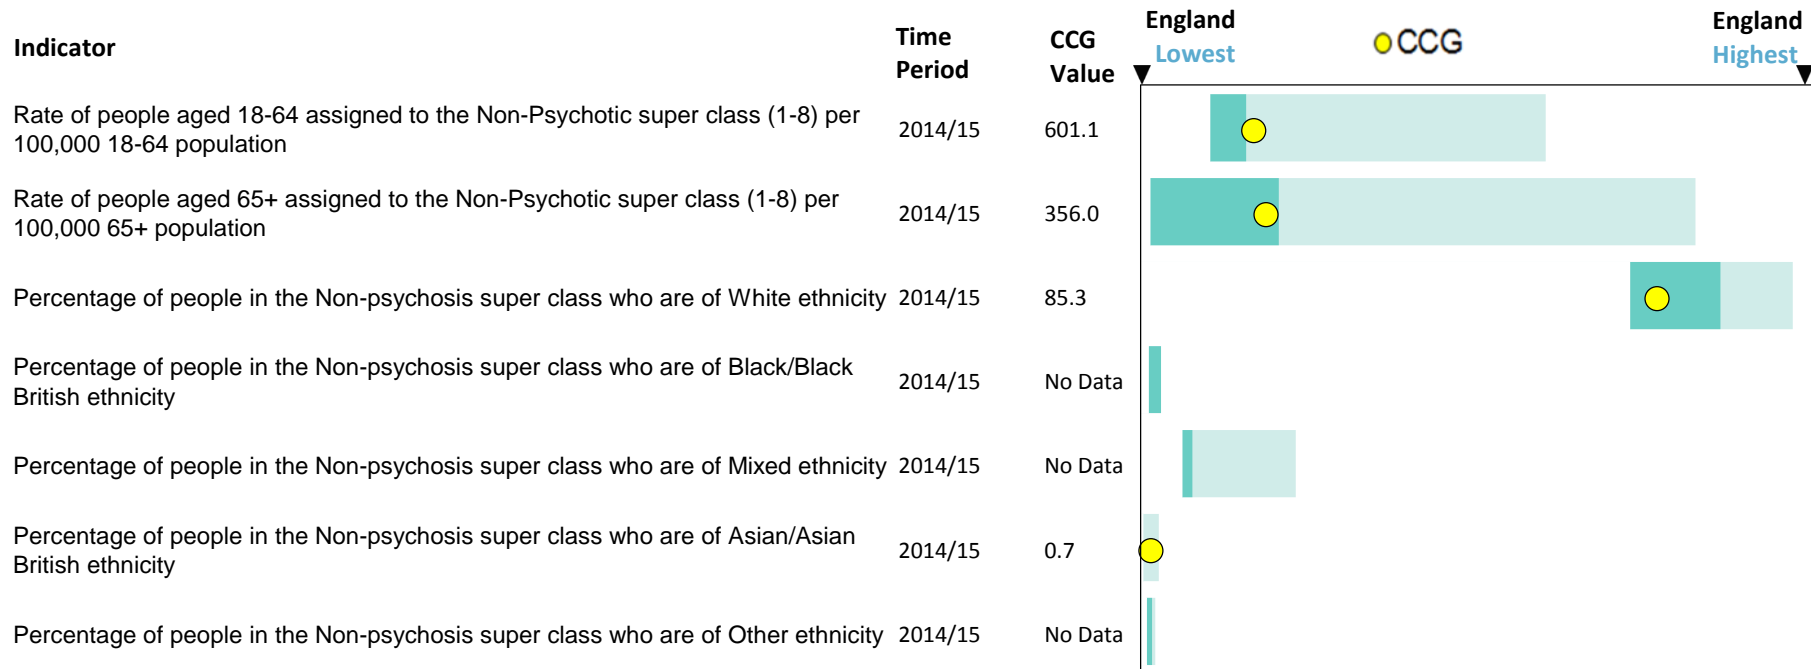 Indicator
Time Period
CCG Value
England Lowest
CCG
England Highest
Rate of people aged 18-64 assigned to the Non-Psychotic super class (1-8) per
100,000 18-64 population
2014/15
601.1
Rate of people aged 65+ assigned to the Non-Psychotic super class (1-8) per
100,000 65+ population
2014/15
356.0
Percentage of people in the Non-psychosis super class who are of White ethnicity
2014/15
85.3
Percentage of people in the Non-psychosis super class who are of Black/Black
British ethnicity
2014/15
No Data
Percentage of people in the Non-psychosis super class who are of Mixed ethnicity
2014/15
No Data
Percentage of people in the Non-psychosis super class who are of Asian/Asian
British ethnicity
2014/15
0.7
Percentage of people in the Non-psychosis super class who are of Other ethnicity
2014/15
No Data